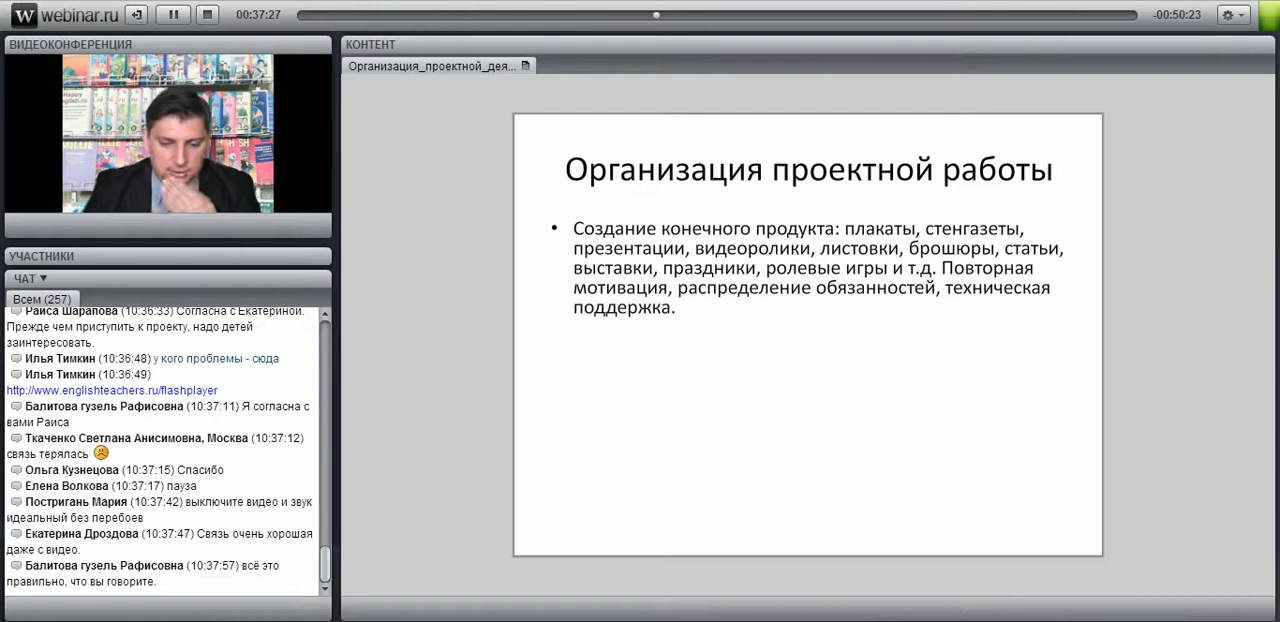 webinar.ru
00:37:27
-00:50:23
ВИДЕОКОНФЕРЕНЦИЯ
УЧАСТНИКИ
ЧАТ ▼
Всем (257)
Раиса Шарапова (10:36:33) Согласна с Екатериной.
Прежде чем приступить к проекту, надо детей
заинтересовать.
Илья Тимкин (10:36:48) у кого проблемы - сюда
Илья Тимкин (10:36:49)
http://www.englishteachers.ru/flashplayer
Балитова гузель Рафисовна (10:37:11) Я согласна с
вами Раиса
Ткаченко Светлана Анисимовна, Москва (10:37:12)
связь терялась
Ольга Кузнецова (10:37:15) Спасибо
Елена Волкова (10:37:17) пауза
Постригань Мария (10:37:42) выключите видео и звук
идеальный без перебоев
Екатерина Дроздова (10:37:47) Связь очень хорошая
даже с видео.
Балитова гузель Рафисовна (10:37:57) всё это
правильно, что вы говорите.
КОНТЕНТ
Организация_проектной_дея...
Организация проектной работы
• Создание конечного продукта: плакаты, стенгазеты,
презентации, видеоролики, листовки, брошюры, статьи,
выставки, праздники, ролевые игры и т.д. Повторная
мотивация, распределение обязанностей, техническая
поддержка.